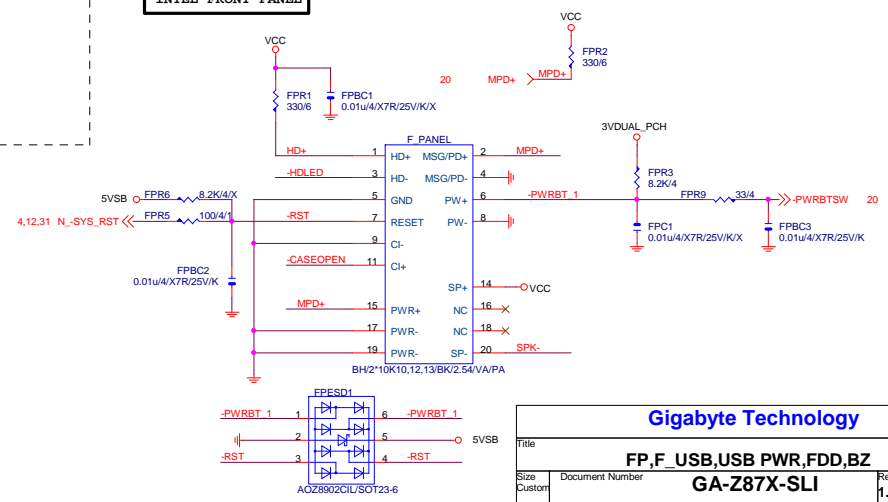 INTEL FRONT PANEL
VCC
FPR1
330/6
FPBC1
0.01u/4/X7R/25V/K/X
20 MPD+ MPD+
VCC
FPR2
330/6
F_PANEL
HD+ 1 HD+ MSG/PD+ 2 MPD+
-HDLED 3 HD- MSG/PD- 4
5 GND PW+ 6 -PWRBT_1
-RST 7 RESET PW- 8
9 CI-
-CASEOPEN 11 CI+
SP+ 14 VCC
MPD+ 15 PWR+ NC 16
17 PWR- NC 18
19 PWR- SP- 20 SPK-
BH/2*10K10,12,13/BK/2.54/VA/PA
5VSB FPR6 8.2K/4/X
4,12,31 N_-SYS_RST FPR5 100/4/1
FPBC2
0.01u/4/X7R/25V/K
3VDUAL_PCH
FPR3
8.2K/4
FPR9 33/4 -PWRBTSW 20
FPC1
0.01u/4/X7R/25V/K/X
FPBC3
0.01u/4/X7R/25V/K
FPESD1
-PWRBT_1 1 6 -PWRBT_1
2 5 5VSB
-RST 3 4 -RST
AOZ8902CIL/SOT23-6
Gigabyte Technology
Title
FP,F_USB,USB PWR,FDD,BZ
Size
Custom
Document Number
GA-Z87X-SLI
Re
1.